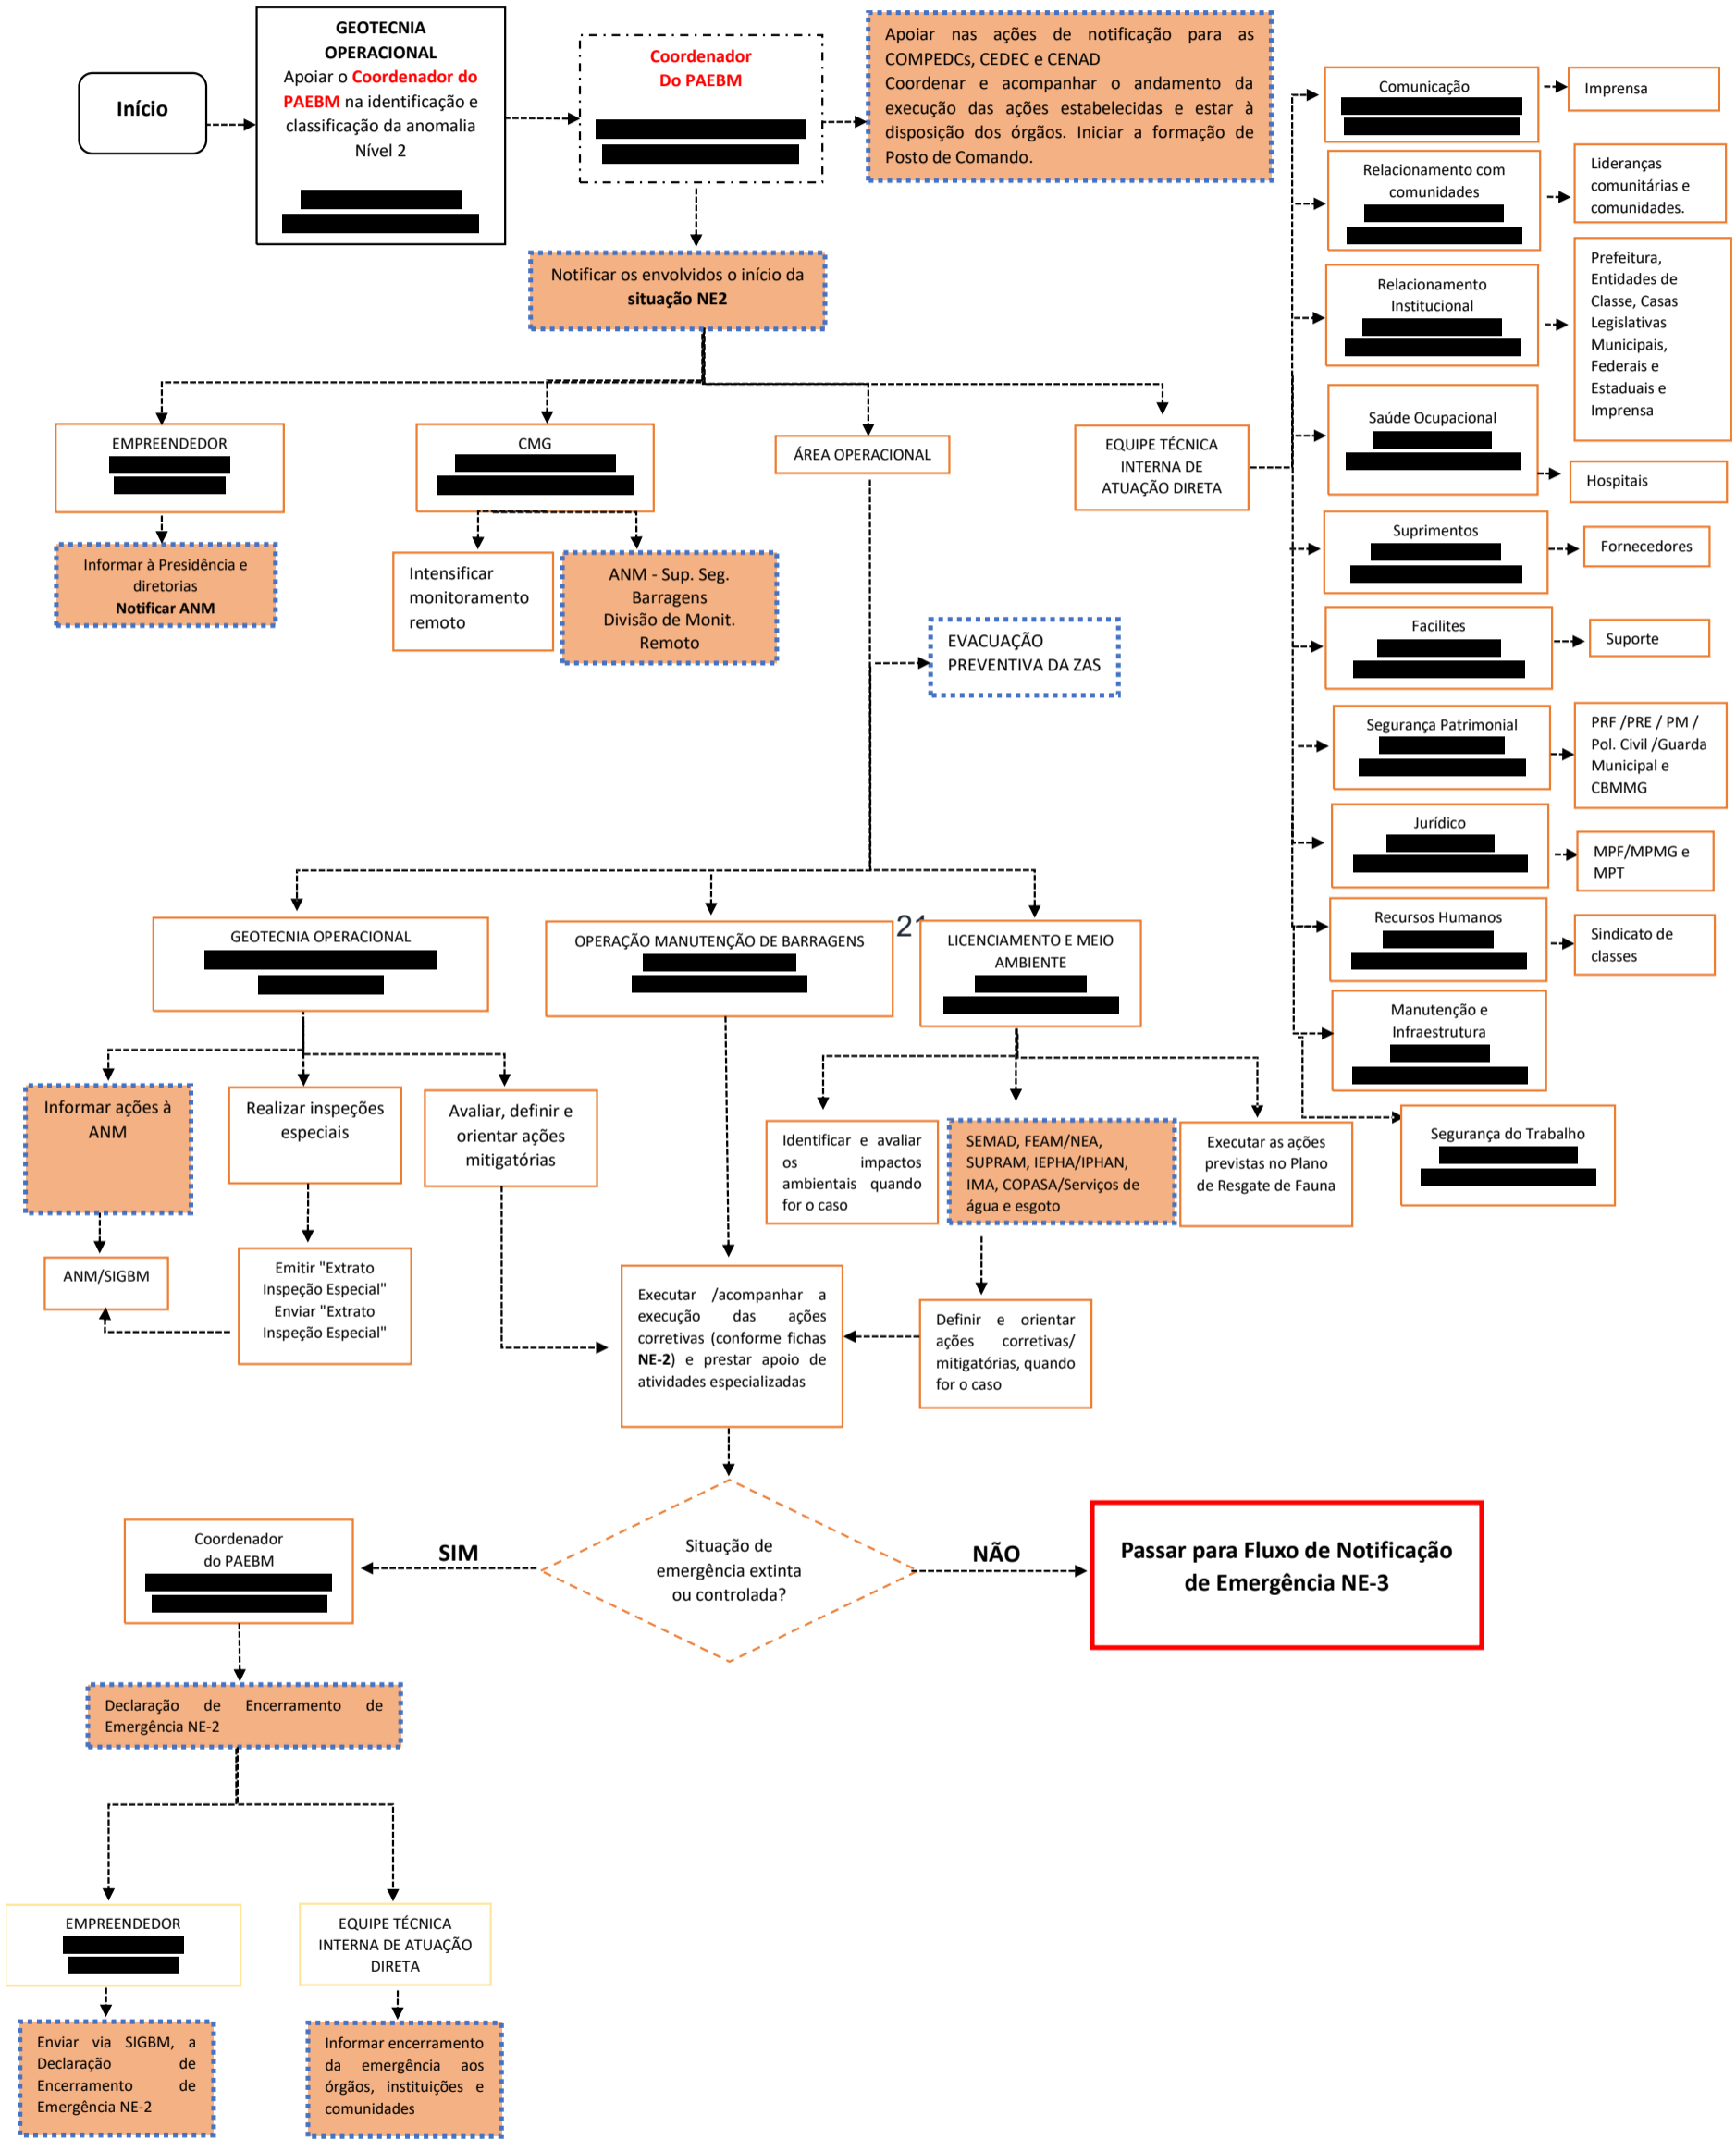 Início
GEOTECNIA
OPERACIONAL
Apoiar o Coordenador do
PAEBM na identificação e
classificação da anomalia
Nível 2
Coordenador
Do PAEBM
Apoiar nas ações de notificação para as
COMPEDCs, CEDEC e CENAD
Coordenar e acompanhar o andamento da
execução das ações estabelecidas e estar à
disposição dos órgãos. Iniciar a formação de
Posto de Comando.
Notificar os envolvidos o início da
situação NE2
EMPREENDEDOR
Informar à Presidência e
diretorias
Notificar ANM
CMG
Intensificar
monitoramento
remoto
ANM - Sup. Seg.
Barragens
Divisão de Monit.
Remoto
ÁREA OPERACIONAL
EVACUAÇÃO
PREVENTIVA DA ZAS
EQUIPE TÉCNICA
INTERNA DE
ATUAÇÃO DIRETA
Comunicação
Imprensa
Relacionamento com
comunidades
Lideranças
comunitárias e
comunidades.
Relacionamento
Institucional
Prefeitura,
Entidades de
Classe, Casas
Legislativas
Municipais,
Federais e
Estaduais e
Imprensa
Saúde Ocupacional
Hospitais
Suprimentos
Fornecedores
Facilites
Suporte
Segurança Patrimonial
PRF /PRE / PM /
Pol. Civil /Guarda
Municipal e
CBMMG
Jurídico
MPF/MPMG e
MPT
Recursos Humanos
Sindicato de
classes
Manutenção e
Infraestrutura
Segurança do Trabalho
GEOTECNIA OPERACIONAL
OPERAÇÃO MANUTENÇÃO DE BARRAGENS
21
LICENCIAMENTO E MEIO
AMBIENTE
Informar ações à
ANM
Realizar inspeções
especiais
Avaliar, definir e
orientar ações
mitigatórias
Identificar e avaliar
os impactos
ambientais quando
for o caso
SEMAD, FEAM/NEA,
SUPRAM, IEPHA/IPHAN,
IMA, COPASA/Serviços de
água e esgoto
Executar as ações
previstas no Plano
de Resgate de Fauna
ANM/SIGBM
Emitir "Extrato
Inspeção Especial"
Enviar "Extrato
Inspeção Especial"
Executar /acompanhar a
execução das ações
corretivas (conforme fichas
NE-2) e prestar apoio de
atividades especializadas
Definir e orientar
ações corretivas/
mitigatórias, quando
for o caso
Situação de
emergência extinta
ou controlada?
SIM
NÃO
Passar para Fluxo de Notificação
de Emergência NE-3
Coordenador
do PAEBM
Declaração de Encerramento de
Emergência NE-2
EMPREENDEDOR
EQUIPE TÉCNICA
INTERNA DE ATUAÇÃO
DIRETA
Enviar via SIGBM, a
Declaração de
Encerramento de
Emergência NE-2
Informar encerramento
da emergência aos
órgãos, instituições e
comunidades